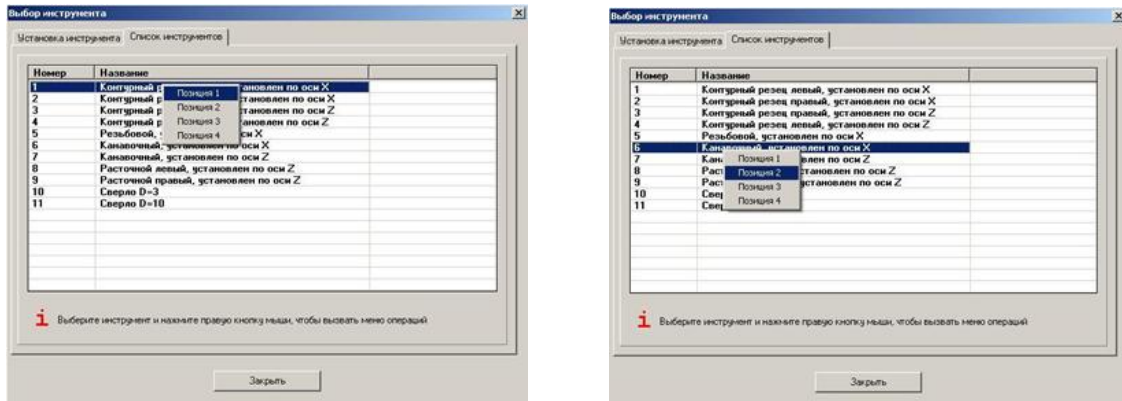 Выбор инструмента
Установка инструмента Список инструментов
Номер Название
1 Контурный р
2 Контурный р
3 Контурный р
4 Контурный р
5 Резьбовой,
6 Канавочный, установлен по оси X
7 Канавочный, установлен по оси Z
8 Расточной левый, установлен по оси Z
9 Расточной правый, установлен по оси Z
10 Сверло D=3
11 Сверло D=10
Позиция 1 ановлен по оси X
Позиция 2 становлен по оси X
Позиция 3 тановлен по оси Z
Позиция 4 овлен по оси Z
си X
i Выберите инструмент и нажмите правую кнопку мыши, чтобы вызвать меню операций
Закрыть
Выбор инструмента
Установка инструмента Список инструментов
Номер Название
1 Контурный резец левый, установлен по оси X
2 Контурный резец правый, установлен по оси X
3 Контурный резец правый, установлен по оси Z
4 Контурный резец левый, установлен по оси Z
5 Резьбовой, установлен по оси X
6 Канавочный, установлен по оси X
7 Кана влен по оси Z
8 Раст тановлен по оси Z
9 Раст установлен по оси Z
10 Свер
11 Свер
Позиция 1
Позиция 2
Позиция 3
Позиция 4
i Выберите инструмент и нажмите правую кнопку мыши, чтобы вызвать меню операций
Закрыть